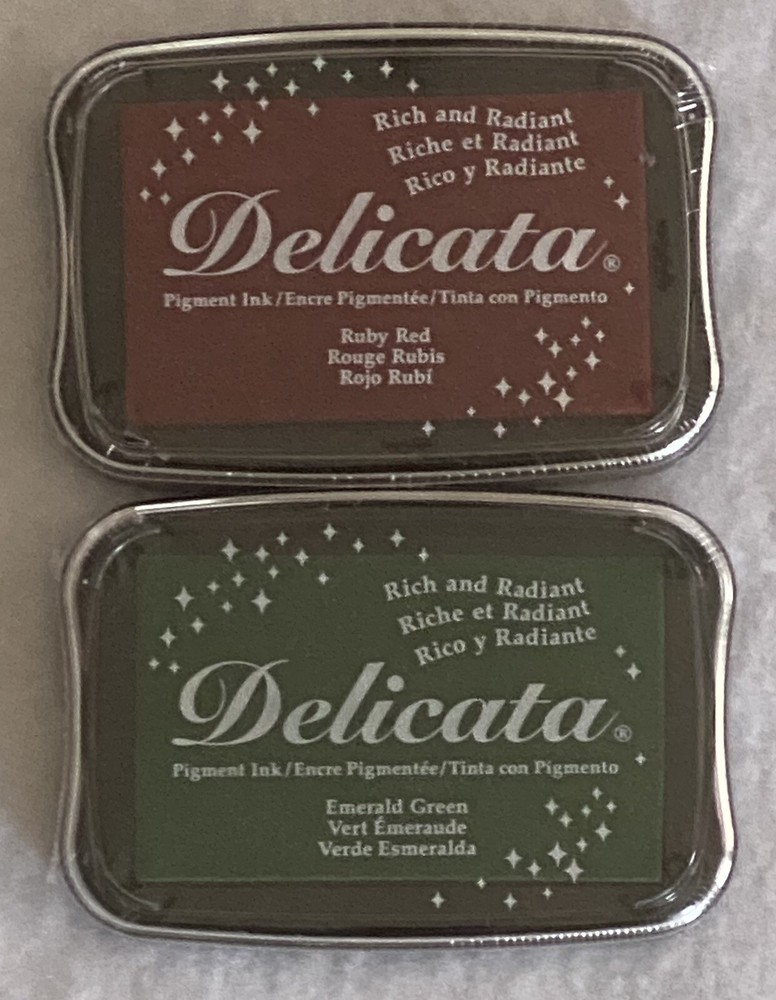 Rich and Radiant
Riche et Radiant
Rico y Radiante
Delicata®
Pigment Ink/Encre Pigmentée/Tinta con Pigmento
Ruby Red
Rouge Rubis
Rojo Rubí
Rich and Radiant
Riche et Radiant
Rico y Radiante
Delicata®
Pigment Ink/Encre Pigmentée/Tinta con Pigmento
Emerald Green
Vert Émeraude
Verde Esmeralda